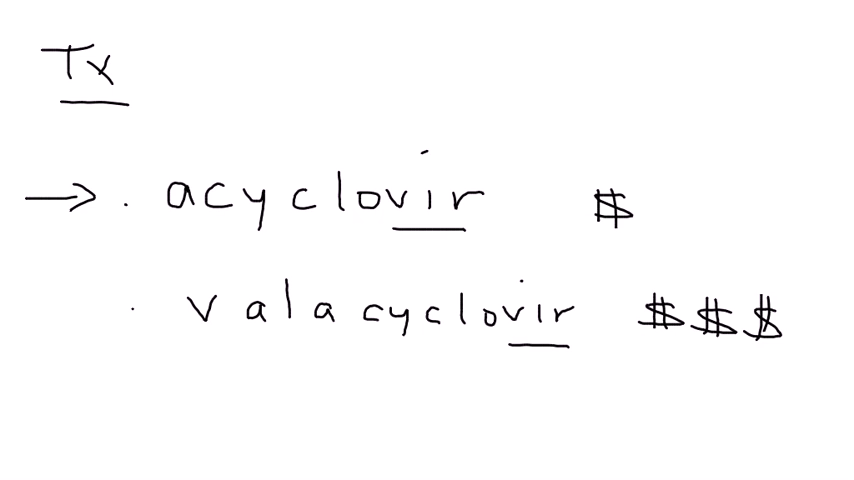 Tx
→ . acyclovir $
. valacyclovir $$$